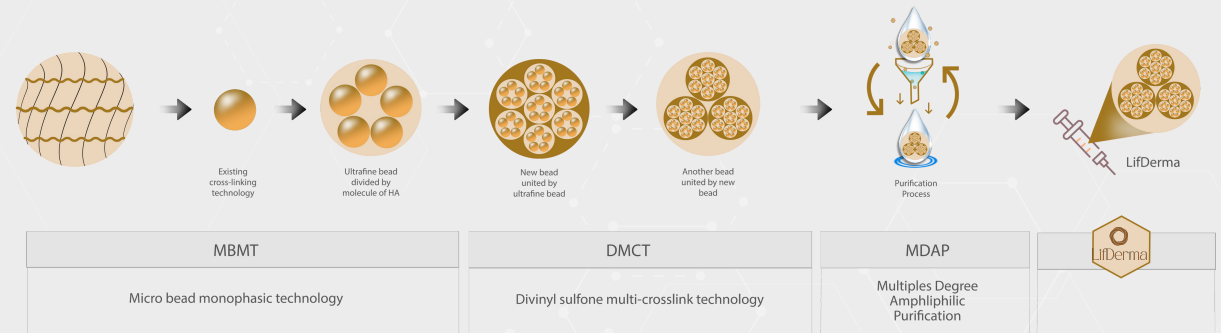 Existing
cross-linking
technology
Ultrafine bead
divided by
molecule of HA
New bead
united by
ultrafine bead
Another bead
united by new
bead
Purification
Process
LifDerma
MBMT
DMCT
MDAP
LifDerma
Micro bead monophasic technology
Divinyl sulfone multi-crosslink technology
Multiples Degree
Amphliphilic
Purification